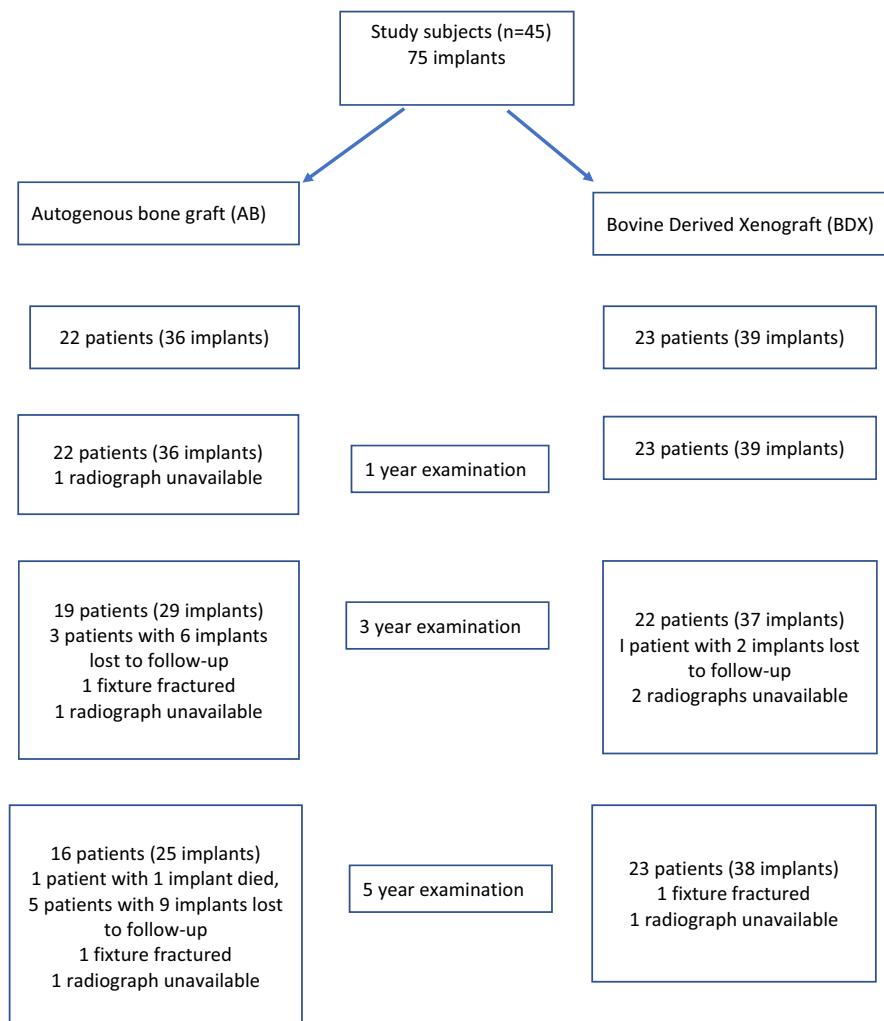 Study subjects (n=45)
75 implants
Autogenous bone graft (AB)
Bovine Derived Xenograft (BDX)
22 patients (36 implants)
23 patients (39 implants)
22 patients (36 implants)
1 radiograph unavailable
1 year examination
23 patients (39 implants)
19 patients (29 implants)
3 patients with 6 implants
lost to follow-up
1 fixture fractured
1 radiograph unavailable
3 year examination
22 patients (37 implants)
I patient with 2 implants lost
to follow-up
2 radiographs unavailable
16 patients (25 implants)
1 patient with 1 implant died,
5 patients with 9 implants lost
to follow-up
1 fixture fractured
1 radiograph unavailable
5 year examination
23 patients (38 implants)
1 fixture fractured
1 radiograph unavailable